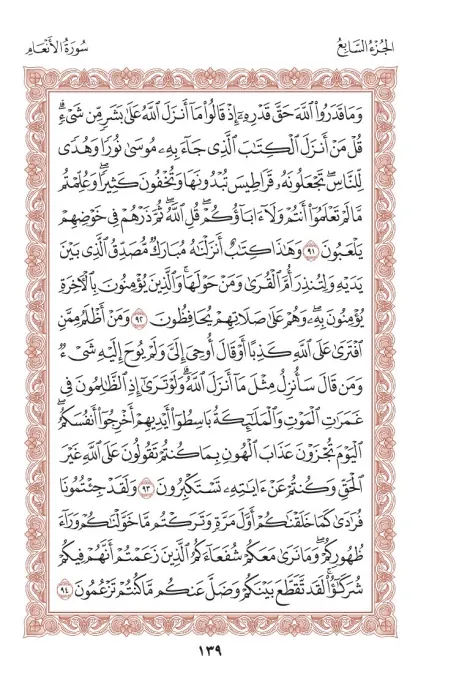 الجزء السابع
سورة الأنعام
وَمَا قَدَرُوا۟ ٱللَّهَ حَقَّ قَدْرِهِۦٓ إِذْ قَالُوا۟ مَآ أَنزَلَ ٱللَّهُ عَلَىٰ بَشَرٍ مِّن شَىْءٍۗ
قُلْ مَنْ أَنزَلَ ٱلْكِتَٰبَ ٱلَّذِى جَآءَ بِهِۦ مُوسَىٰ نُورًا وَهُدًى
لِّلنَّاسِۖ تَجْعَلُونَهُۥ قَرَاطِيسَ تُبْدُونَهَا وَتُخْفُونَ كَثِيرًاۖ وَعُلِّمْتُم
مَّا لَمْ تَعْلَمُوٓا۟ أَنتُمْ وَلَآ ءَابَآؤُكُمْۖ قُلِ ٱللَّهُۖ ثُمَّ ذَرْهُمْ فِى خَوْضِهِمْ
يَلْعَبُونَ ٩١ وَهَٰذَا كِتَٰبٌ أَنزَلْنَٰهُ مُبَارَكٌ مُّصَدِّقُ ٱلَّذِى بَيْنَ
يَدَيْهِ وَلِتُنذِرَ أُمَّ ٱلْقُرَىٰ وَمَنْ حَوْلَهَاۚ وَٱلَّذِينَ يُؤْمِنُونَ بِٱلْءَاخِرَةِ
يُؤْمِنُونَ بِهِۦۖ وَهُمْ عَلَىٰ صَلَاتِهِمْ يُحَافِظُونَ ٩٢ وَمَنْ أَظْلَمُ مِمَّنِ
ٱفْتَرَىٰ عَلَى ٱللَّهِ كَذِبًا أَوْ قَالَ أُوحِىَ إِلَىَّ وَلَمْ يُوحَ إِلَيْهِ شَىْءٌ
وَمَن قَالَ سَأُنزِلُ مِثْلَ مَآ أَنزَلَ ٱللَّهُۗ وَلَوْ تَرَىٰٓ إِذِ ٱلظَّٰلِمُونَ فِى
غَمَرَٰتِ ٱلْمَوْتِ وَٱلْمَلَٰٓئِكَةُ بَاسِطُوٓا۟ أَيْدِيهِمْ أَخْرِجُوٓا۟ أَنفُسَكُمُۖ
ٱلْيَوْمَ تُجْزَوْنَ عَذَابَ ٱلْهُونِ بِمَا كُنتُمْ تَقُولُونَ عَلَى ٱللَّهِ غَيْرَ
ٱلْحَقِّ وَكُنتُمْ عَنْ ءَايَٰتِهِۦ تَسْتَكْبِرُونَ ٩٣ وَلَقَدْ جِئْتُمُونَا
فُرَٰدَىٰ كَمَا خَلَقْنَٰكُمْ أَوَّلَ مَرَّةٍ وَتَرَكْتُم مَّا خَوَّلْنَٰكُمْ وَرَآءَ
ظُهُورِكُمْۖ وَمَا نَرَىٰ مَعَكُمْ شُفَعَآءَكُمُ ٱلَّذِينَ زَعَمْتُمْ أَنَّهُمْ فِيكُمْ
شُرَكَٰٓؤُا۟ۚ لَقَد تَّقَطَّعَ بَيْنَكُمْ وَضَلَّ عَنكُم مَّا كُنتُمْ تَزْعُمُونَ ٩٤
١٣٩